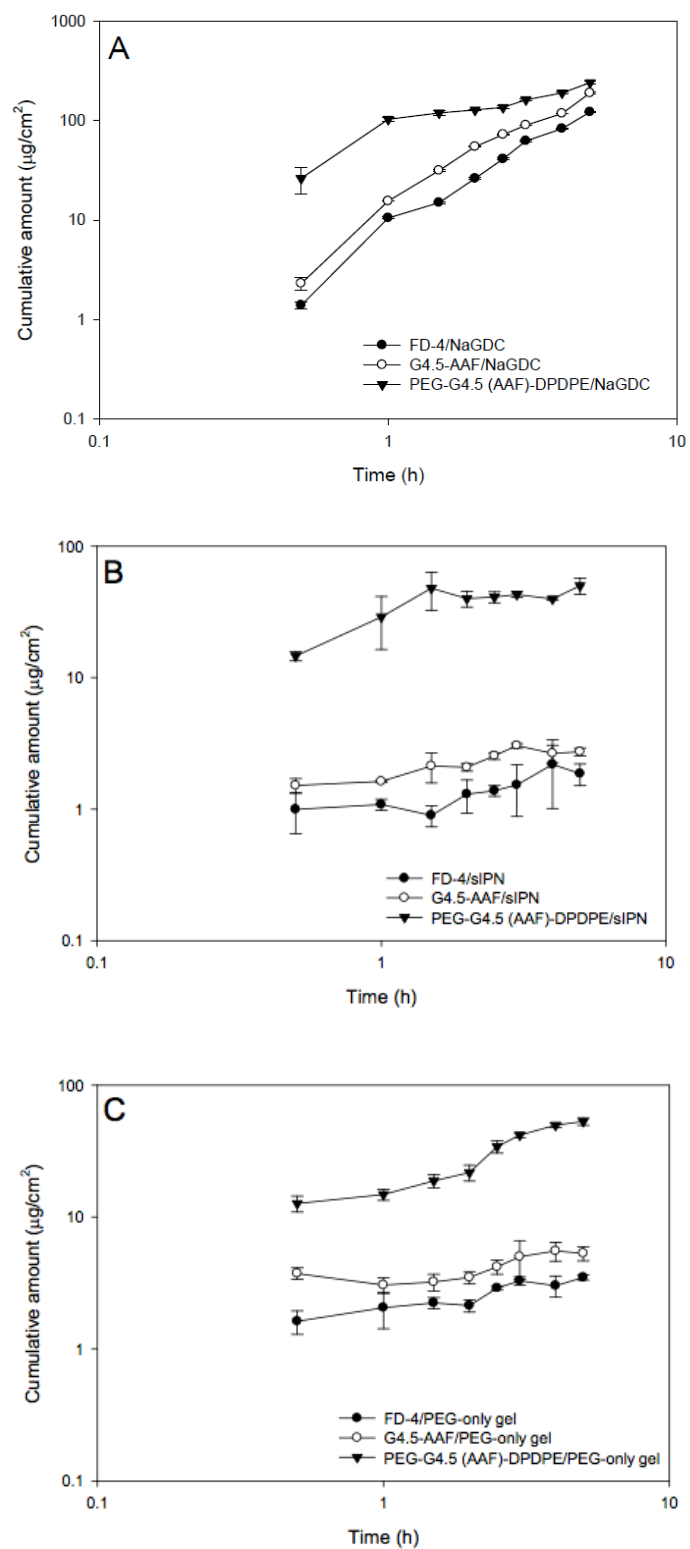 A
1000
100
10
1
0.1
Cumulative amount (μg/cm²)
FD-4/NaGDC
G4.5-AAF/NaGDC
PEG-G4.5 (AAF)-DPDPE/NaGDC
0.1 1 10
Time (h)
B
100
10
1
0.1
Cumulative amount (μg/cm²)
FD-4/sIPN
G4.5-AAF/sIPN
PEG-G4.5 (AAF)-DPDPE/sIPN
0.1 1 10
Time (h)
C
100
10
1
0.1
Cumulative amount (μg/cm²)
FD-4/PEG-only gel
G4.5-AAF/PEG-only gel
PEG-G4.5 (AAF)-DPDPE/PEG-only gel
0.1 1 10
Time (h)